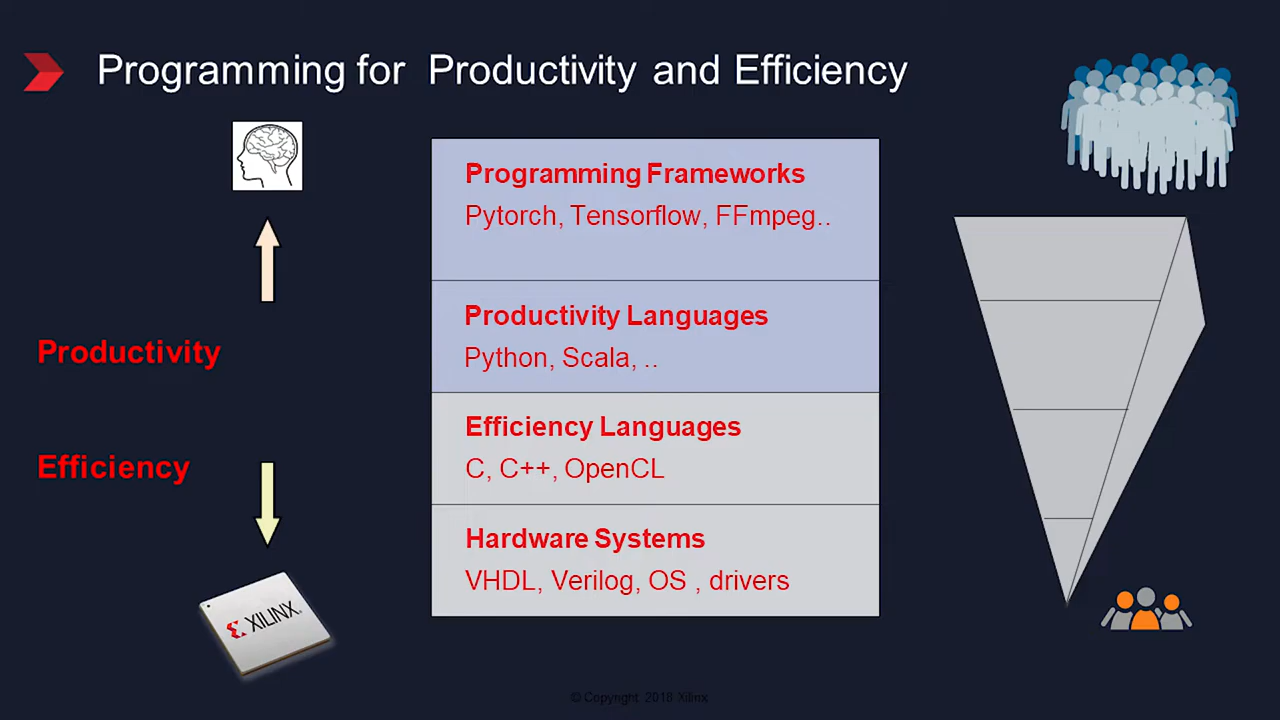 Programming for Productivity and Efficiency
Programming Frameworks
Pytorch, Tensorflow, FFmpeg..
Productivity Languages
Python, Scala, ..
Productivity
Efficiency Languages
C, C++, OpenCL
Efficiency
Hardware Systems
VHDL, Verilog, OS , drivers
XILINX
© Copyright 2018 Xilinx